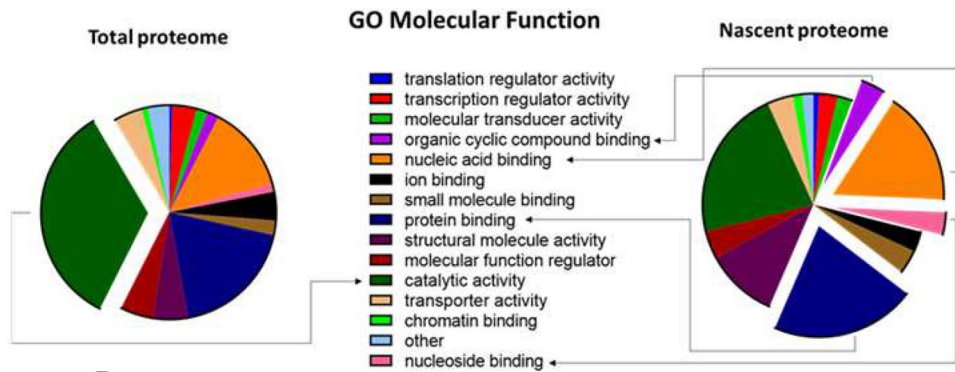 GO Molecular Function
Total proteome
Nascent proteome
translation regulator activity
transcription regulator activity
molecular transducer activity
organic cyclic compound binding
nucleic acid binding
ion binding
small molecule binding
protein binding
structural molecule activity
molecular function regulator
catalytic activity
transporter activity
chromatin binding
other
nucleoside binding